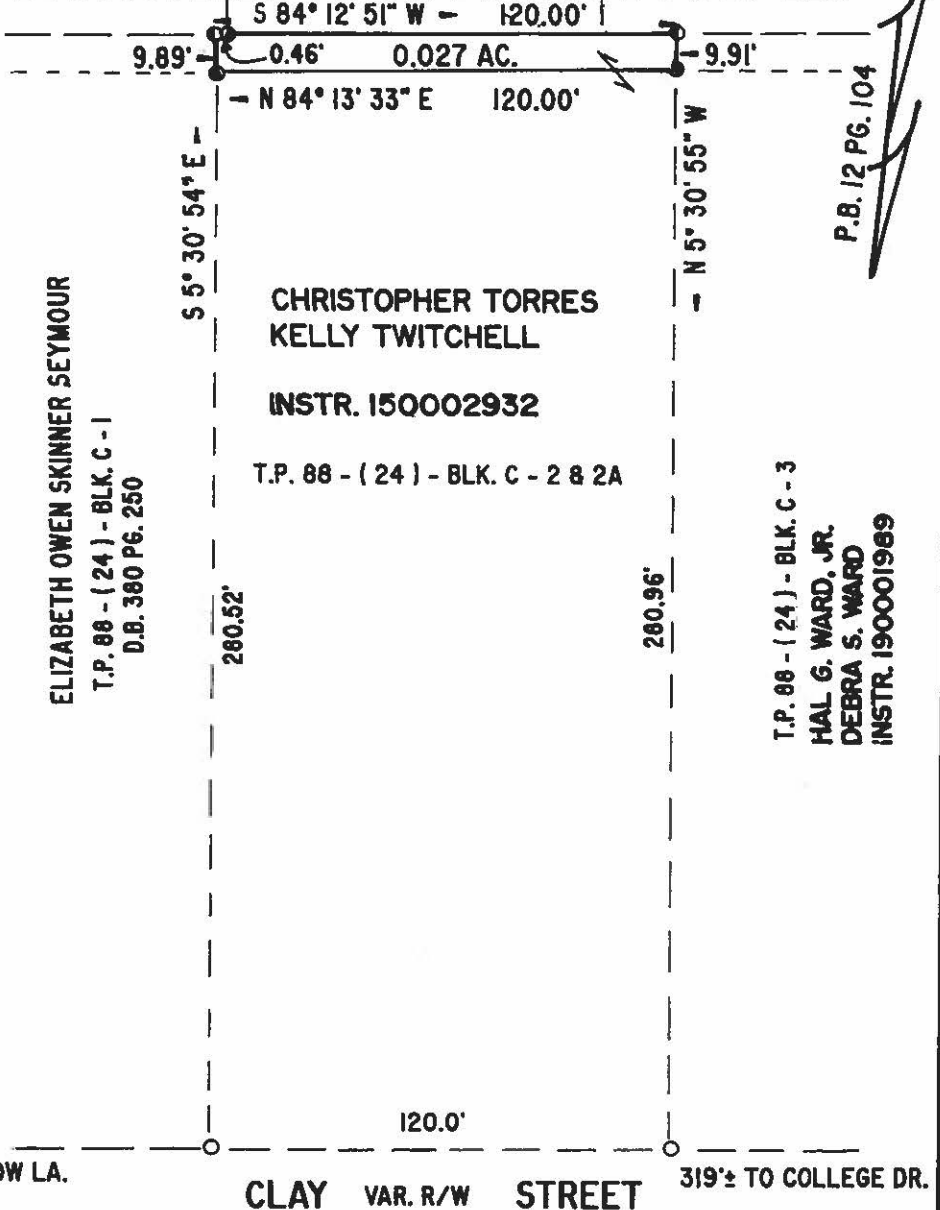 S 84° 12' 51" W – 120.00'
9.89' 0.46' 0.027 AC. 9.91'
– N 84° 13' 33" E 120.00'
P.B. 12 PG. 104
S 5° 30' 54" E –
– N 5° 30' 55" W
CHRISTOPHER TORRES
KELLY TWITCHELL
INSTR. 150002932
T.P. 88 - ( 24 ) - BLK. C - 2 & 2A
ELIZABETH OWEN SKINNER SEYMOUR
T.P. 88 - ( 24 ) - BLK. C - 1
D.B. 380 PG. 250
280.52'
280.96'
T.P. 88 - ( 24 ) - BLK. C - 3
HAL G. WARD, JR.
DEBRA S. WARD
INSTR. 190001989
120.0'
OW LA.
CLAY VAR. R/W STREET
319'± TO COLLEGE DR.